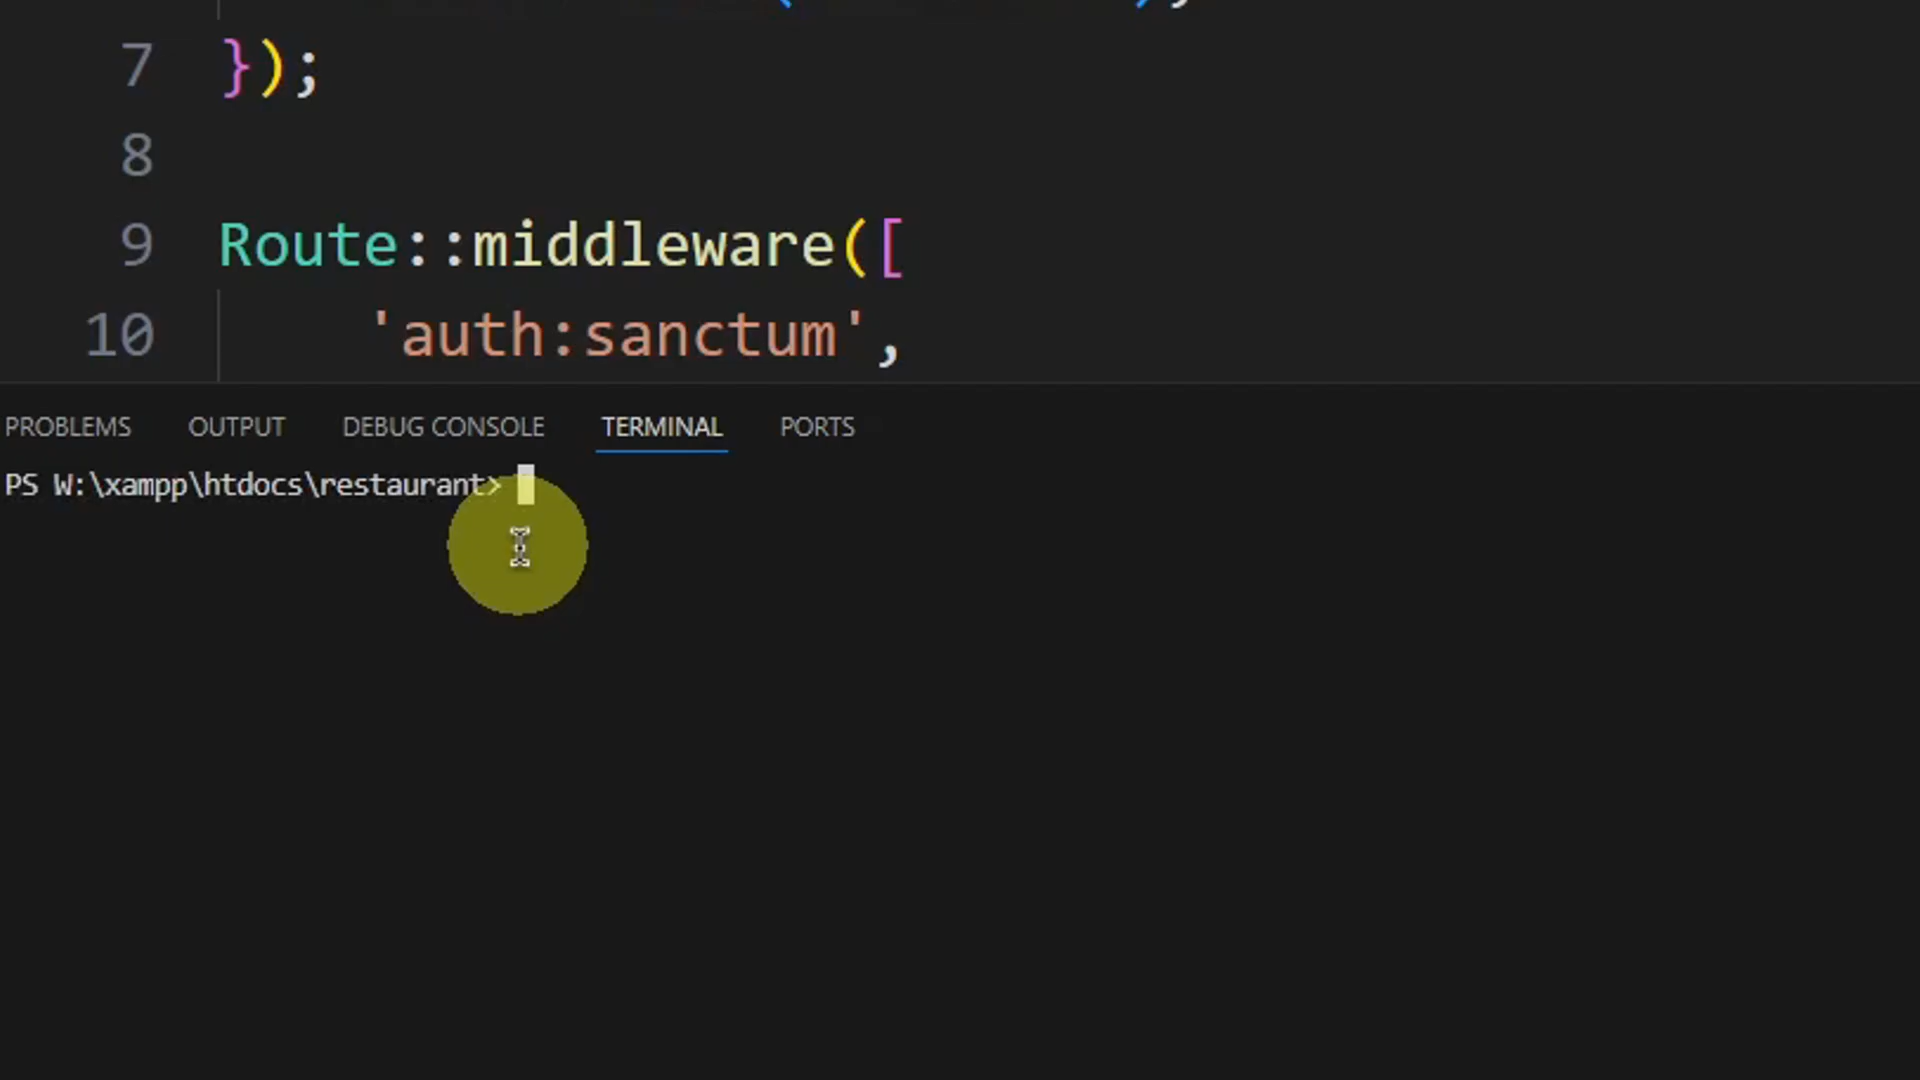 7 });
8
9 Route::middleware([
10 'auth:sanctum',
PROBLEMS OUTPUT DEBUG CONSOLE TERMINAL PORTS
PS W:\xampp\htdocs\restaurant>